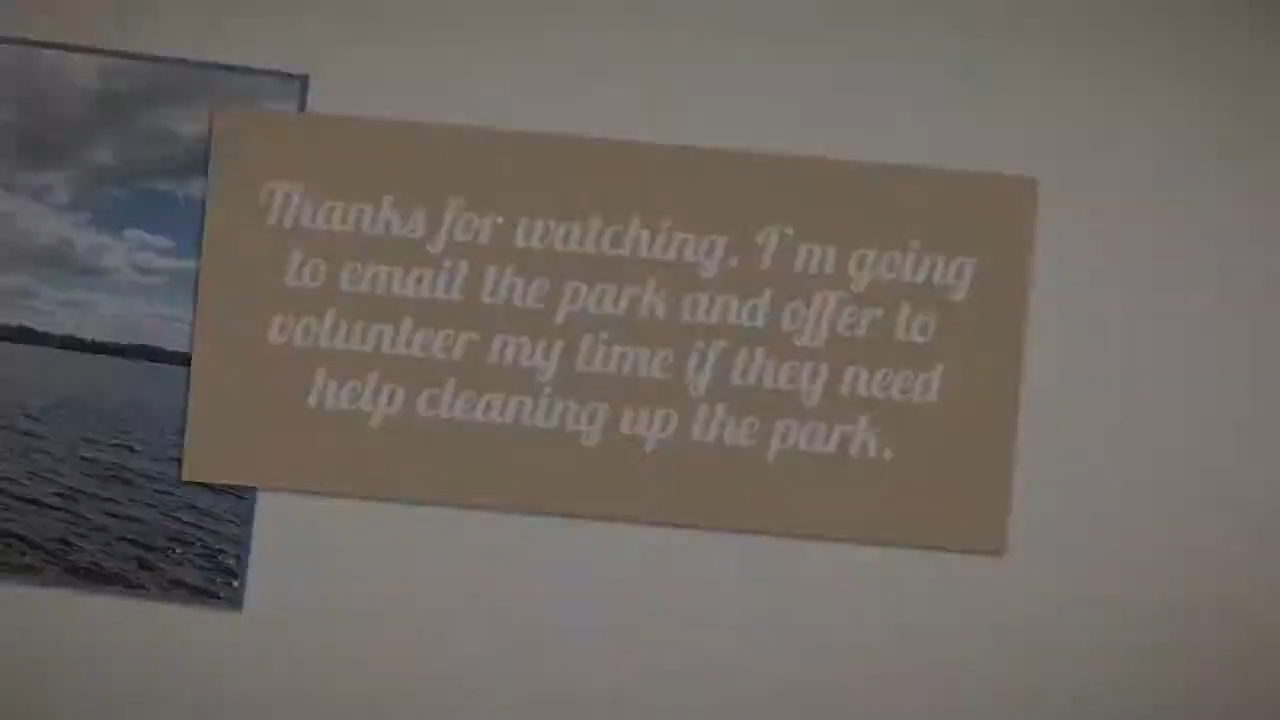 Thanks for watching. I'm going
to email the park and offer to
volunteer my time if they need
help cleaning up the park.